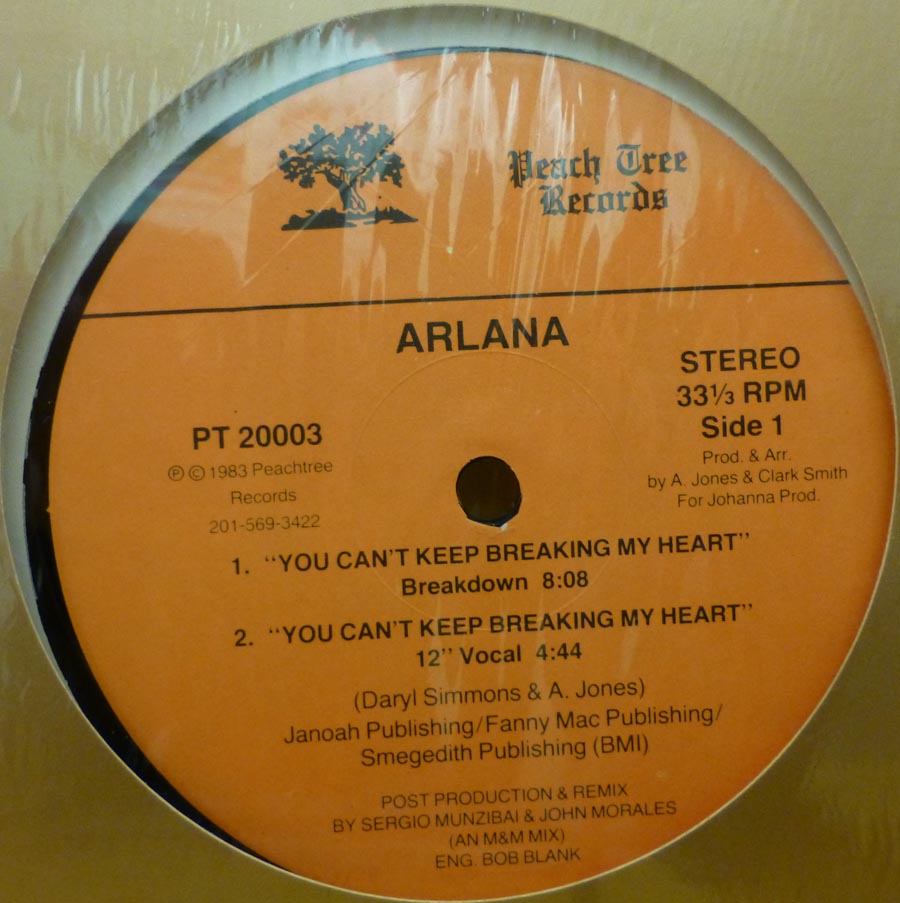 Peach Tree
Records
ARLANA
STEREO
33⅓ RPM
Side 1
Prod. & Arr.
by A. Jones & Clark Smith
For Johanna Prod.
PT 20003
℗ © 1983 Peachtree
Records
201-569-3422
1. "YOU CAN'T KEEP BREAKING MY HEART"
Breakdown 8:08
2. "YOU CAN'T KEEP BREAKING MY HEART"
12" Vocal 4:44
(Daryl Simmons & A. Jones)
Janoah Publishing/Fanny Mac Publishing/
Smegedith Publishing (BMI)
POST PRODUCTION & REMIX
BY SERGIO MUNZIBAI & JOHN MORALES
(AN M&M MIX)
ENG. BOB BLANK